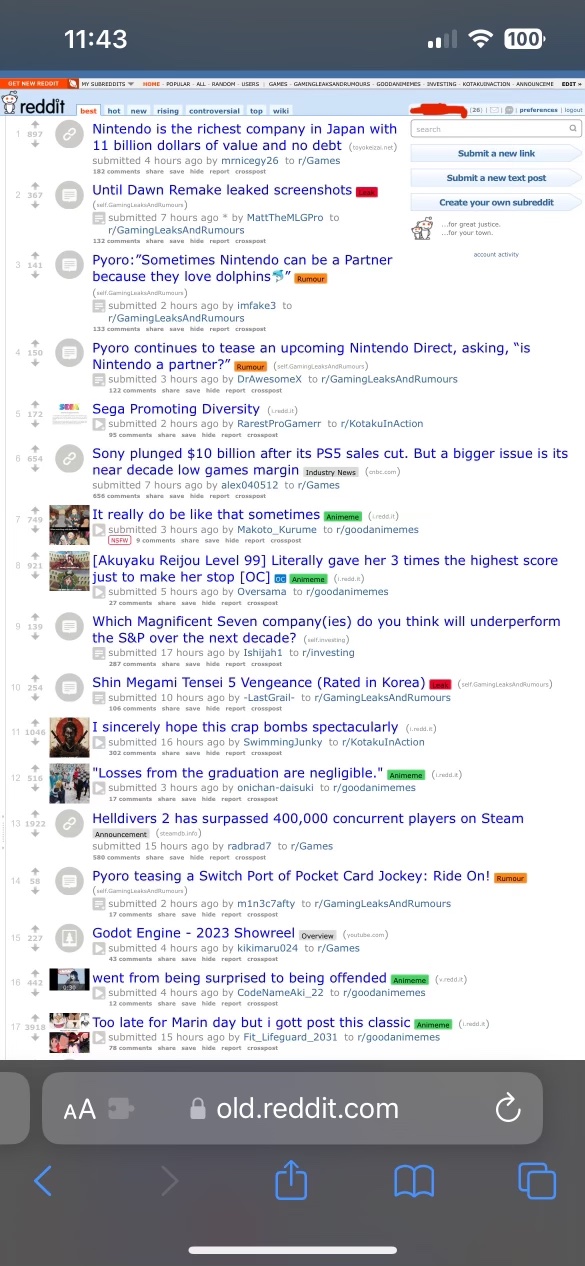 11:43
100
GET NEW REDDIT
MY SUBREDDITS
HOME - POPULAR - ALL - RANDOM - USERS | GAMES - GAMINGLEAKSANDRUMOURS - GOODANIMEMES - INVESTING - KOTAKUINACTION - ANNOUNCEME EDIT »
reddit
best hot new rising controversial top wiki
(26) | preferences | logout
search
Submit a new link
Submit a new text post
Create your own subreddit
...for great justice.
...for your town.
account activity
1 897 Nintendo is the richest company in Japan with
11 billion dollars of value and no debt (toyokeizai.net)
submitted 4 hours ago by mrnicegy26 to r/Games
182 comments share save hide report crosspost
2 367 Until Dawn Remake leaked screenshots Leak
(self.GamingLeaksAndRumours)
submitted 7 hours ago * by MattTheMLGPro to
r/GamingLeaksAndRumours
132 comments share save hide report crosspost
3 141 Pyoro:”Sometimes Nintendo can be a Partner
because they love dolphins🐬” Rumour
(self.GamingLeaksAndRumours)
submitted 2 hours ago by imfake3 to
r/GamingLeaksAndRumours
133 comments share save hide report crosspost
4 150 Pyoro continues to tease an upcoming Nintendo Direct, asking, “is
Nintendo a partner?” Rumour (self.GamingLeaksAndRumours)
submitted 3 hours ago by DrAwesomeX to r/GamingLeaksAndRumours
122 comments share save hide report crosspost
5 172 SEGA Sega Promoting Diversity (i.redd.it)
submitted 2 hours ago by RarestProGamerr to r/KotakuInAction
95 comments share save hide report crosspost
6 654 Sony plunged $10 billion after its PS5 sales cut. But a bigger issue is its
near decade low games margin Industry News (cnbc.com)
submitted 7 hours ago by alex040512 to r/Games
656 comments share save hide report crosspost
7 749 It really do be like that sometimes Animeme (i.redd.it)
submitted 3 hours ago by Makoto_Kurume to r/goodanimemes
NSFW 9 comments share save hide report crosspost
8 921 [Akuyaku Reijou Level 99] Literally gave her 3 times the highest score
just to make her stop [OC] OC Animeme (i.redd.it)
submitted 5 hours ago by Oversama to r/goodanimemes
27 comments share save hide report crosspost
9 139 Which Magnificent Seven company(ies) do you think will underperform
the S&P over the next decade? (self.investing)
submitted 17 hours ago by Ishijah1 to r/investing
287 comments share save hide report crosspost
10 254 Shin Megami Tensei 5 Vengeance (Rated in Korea) Leak (self.GamingLeaksAndRumours)
submitted 10 hours ago by -LastGrail- to r/GamingLeaksAndRumours
106 comments share save hide report crosspost
11 1046 I sincerely hope this crap bombs spectacularly (i.redd.it)
submitted 16 hours ago by SwimmingJunky to r/KotakuInAction
302 comments share save hide report crosspost
12 516 "Losses from the graduation are negligible." Animeme (i.redd.it)
submitted 3 hours ago by onichan-daisuki to r/goodanimemes
17 comments share save hide report crosspost
13 1922 Helldivers 2 has surpassed 400,000 concurrent players on Steam
Announcement (steamdb.info)
submitted 15 hours ago by radbrad7 to r/Games
580 comments share save hide report crosspost
14 58 Pyoro teasing a Switch Port of Pocket Card Jockey: Ride On! Rumour
(self.GamingLeaksAndRumours)
submitted 2 hours ago by m1n3c7afty to r/GamingLeaksAndRumours
17 comments share save hide report crosspost
15 227 Godot Engine - 2023 Showreel Overview (youtube.com)
submitted 4 hours ago by kikimaru024 to r/Games
43 comments share save hide report crosspost
16 442 went from being surprised to being offended Animeme (v.redd.it)
0:30 submitted 4 hours ago by CodeNameAki_22 to r/goodanimemes
12 comments share save hide report crosspost
17 3918 Too late for Marin day but i gott post this classic Animeme (i.redd.it)
submitted 15 hours ago by Fit_Lifeguard_2031 to r/goodanimemes
78 comments share save hide report crosspost
AA
old.reddit.com